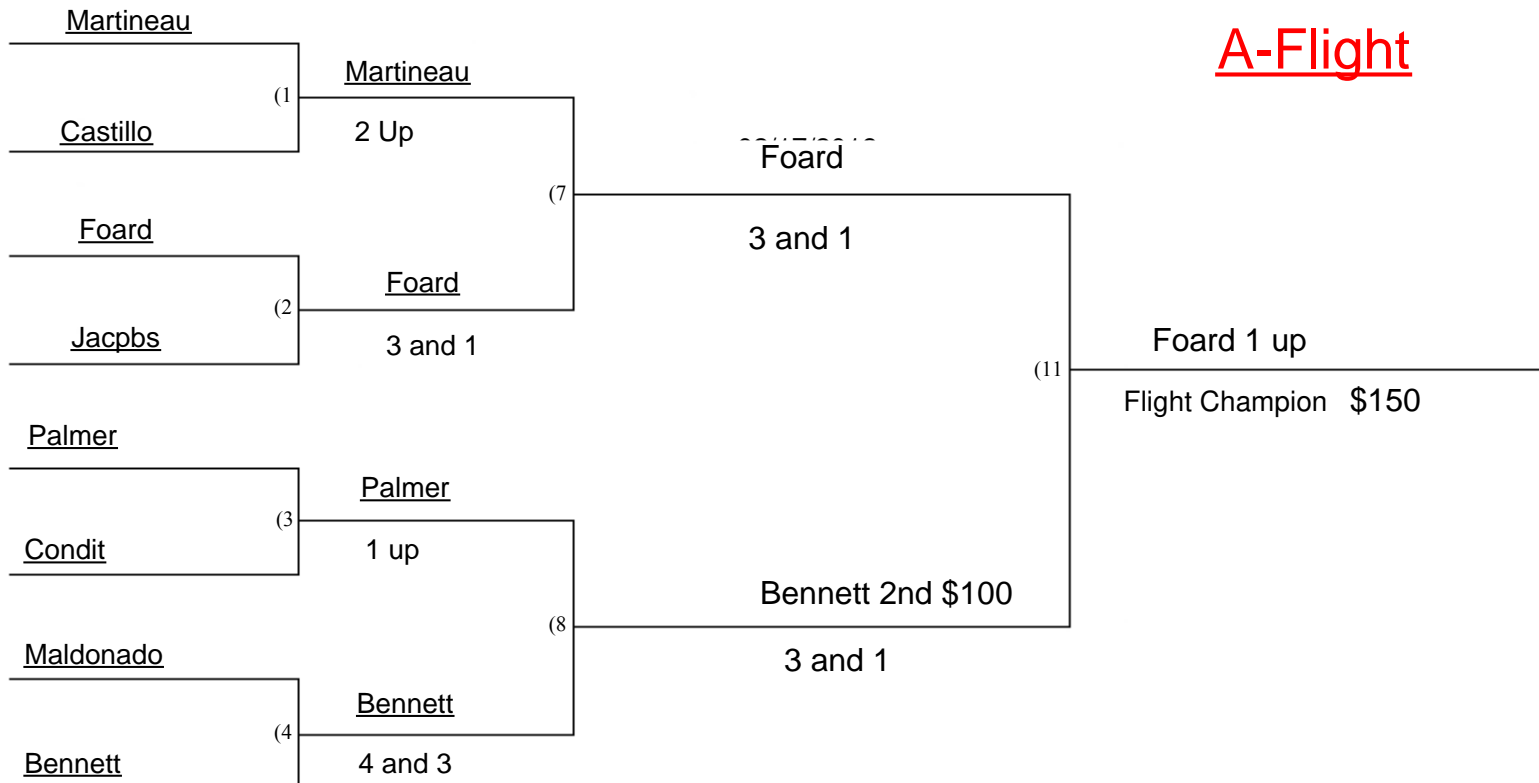 Martineau
A-Flight
Martineau
(1
Castillo
2 Up
Foard
(7
Foard
3 and 1
Foard
(2
Jacpbs
3 and 1
Foard 1 up
(11
Flight Champion $150
Palmer
Palmer
(3
Condit
1 up
Bennett 2nd $100
(8
Maldonado
3 and 1
Bennett
(4
Bennett
4 and 3